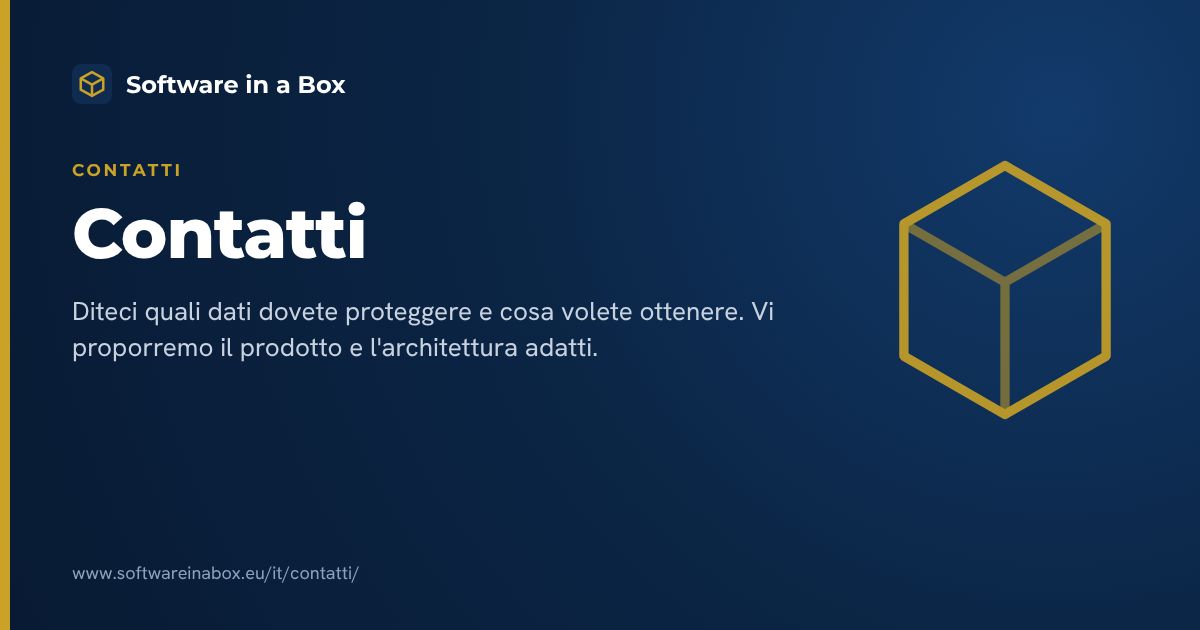 Software in a Box
CONTATTI
Contatti
Diteci quali dati dovete proteggere e cosa volete ottenere. Vi
proporremo il prodotto e l'architettura adatti.
www.softwareinabox.eu/it/contatti/